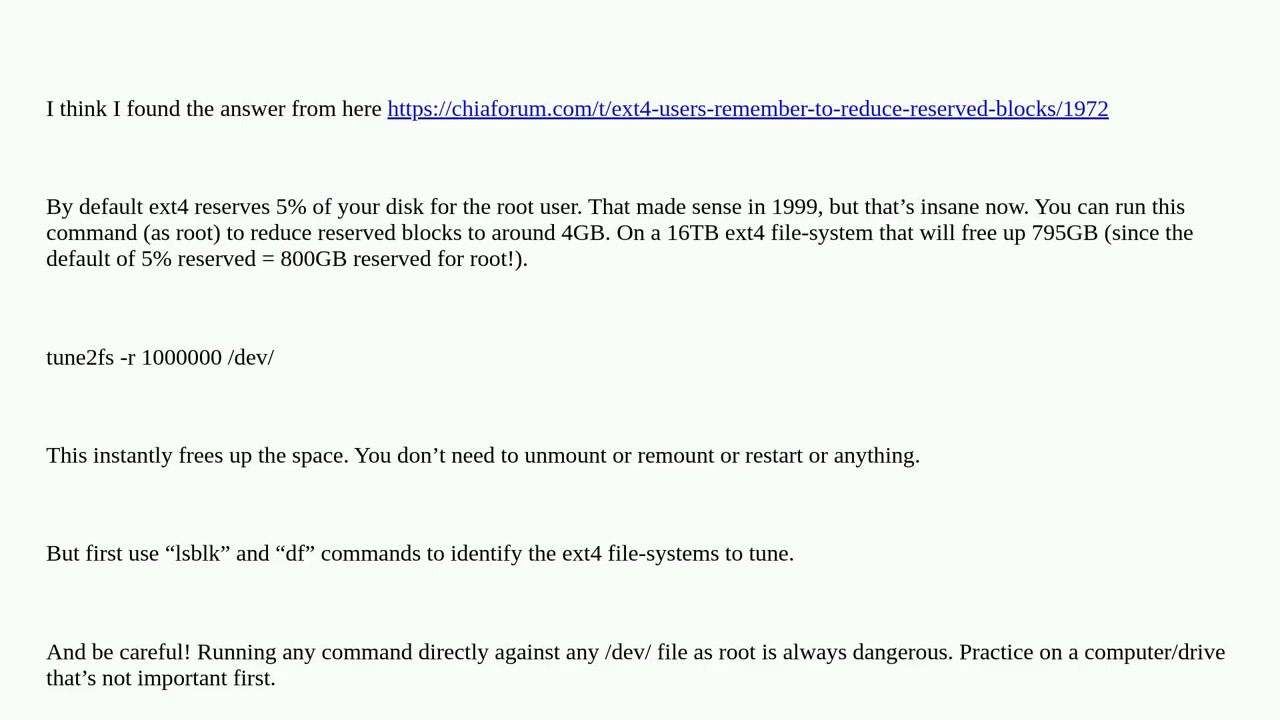 I think I found the answer from here https://chiaforum.com/t/ext4-users-remember-to-reduce-reserved-blocks/1972
By default ext4 reserves 5% of your disk for the root user. That made sense in 1999, but that’s insane now. You can run this
command (as root) to reduce reserved blocks to around 4GB. On a 16TB ext4 file-system that will free up 795GB (since the
default of 5% reserved = 800GB reserved for root!).
tune2fs -r 1000000 /dev/
This instantly frees up the space. You don’t need to unmount or remount or restart or anything.
But first use “lsblk” and “df” commands to identify the ext4 file-systems to tune.
And be careful! Running any command directly against any /dev/ file as root is always dangerous. Practice on a computer/drive
that’s not important first.